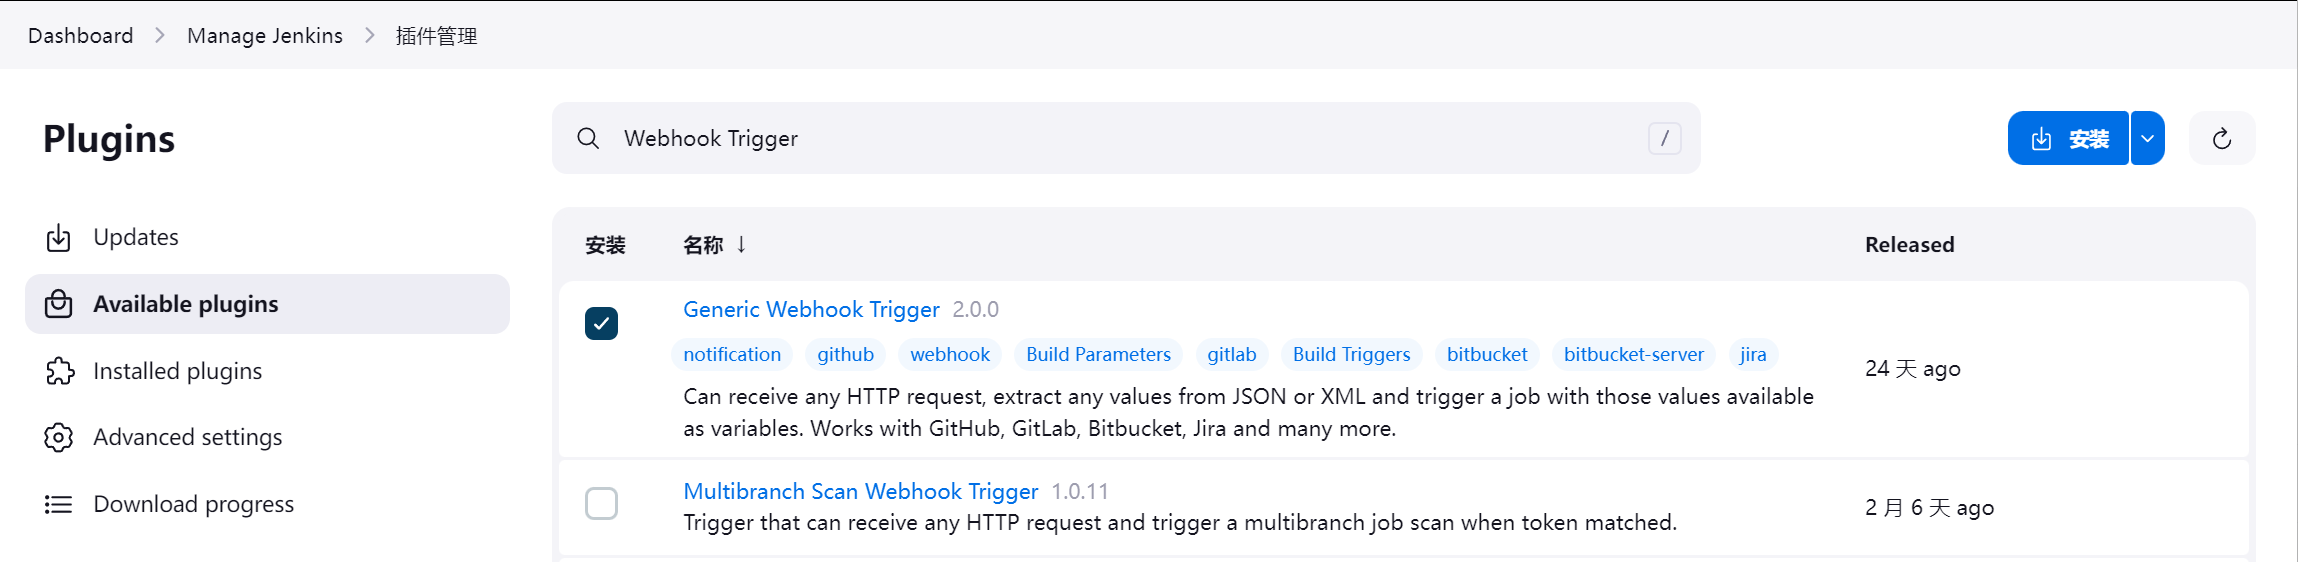 Dashboard > Manage Jenkins > 插件管理
Plugins
Updates
Available plugins
Installed plugins
Advanced settings
Download progress
Webhook Trigger /
安装
安装 名称 ↓ Released
Generic Webhook Trigger 2.0.0
notification github webhook Build Parameters gitlab Build Triggers bitbucket bitbucket-server jira
Can receive any HTTP request, extract any values from JSON or XML and trigger a job with those values available
as variables. Works with GitHub, GitLab, Bitbucket, Jira and many more.
24 天 ago
Multibranch Scan Webhook Trigger 1.0.11
Trigger that can receive any HTTP request and trigger a multibranch job scan when token matched.
2 月 6 天 ago